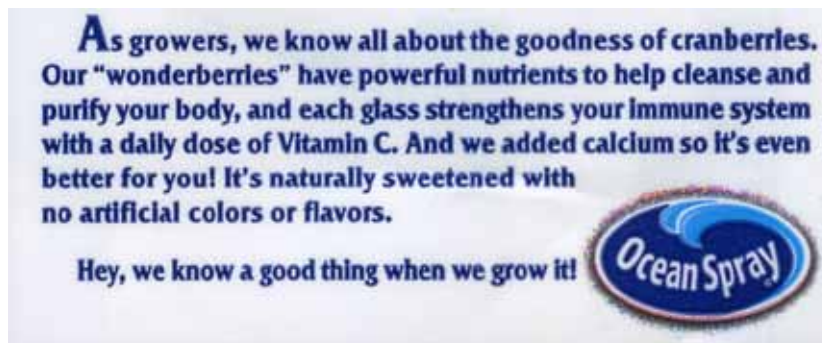 As growers, we know all about the goodness of cranberries.
Our “wonderberries” have powerful nutrients to help cleanse and
purify your body, and each glass strengthens your immune system
with a daily dose of Vitamin C. And we added calcium so it's even
better for you! It's naturally sweetened with
no artificial colors or flavors.
Hey, we know a good thing when we grow it!
Ocean Spray